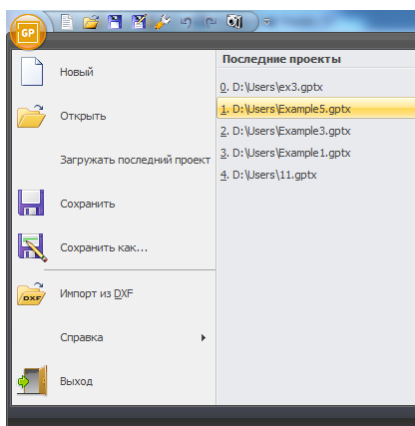 GP
Новый
Открыть
Загружать последний проект
Сохранить
Сохранить как...
DXF
Импорт из DXF
Справка
Выход
Последние проекты
0. D:\Users\ex3.gptx
1. D:\Users\Example5.gptx
2. D:\Users\Example3.gptx
3. D:\Users\Example1.gptx
4. D:\Users\11.gptx